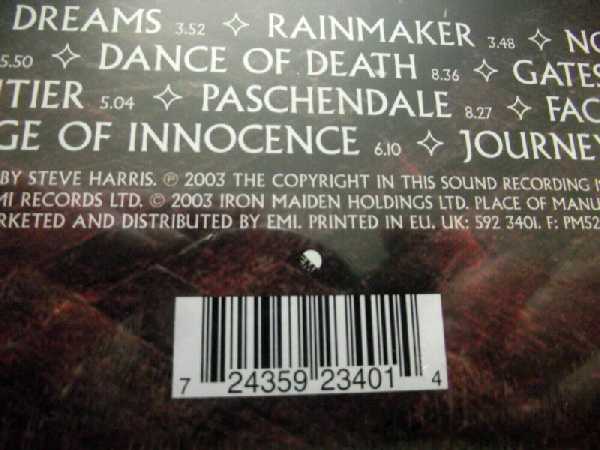 DREAMS 3.52 ✧ RAINMAKER 3.48 ✧ NO
5.50 ✧ DANCE OF DEATH 8.36 ✧ GATES
TIER 5.04 ✧ PASCHENDALE 8.27 ✧ FAC
GE OF INNOCENCE 6.10 ✧ JOURNEY
BY STEVE HARRIS. ℗ 2003 THE COPYRIGHT IN THIS SOUND RECORDING I
MI RECORDS LTD. © 2003 IRON MAIDEN HOLDINGS LTD. PLACE OF MANU
ARKETED AND DISTRIBUTED BY EMI. PRINTED IN EU. UK: 592 3401. F: PM52
7 24359 23401 4